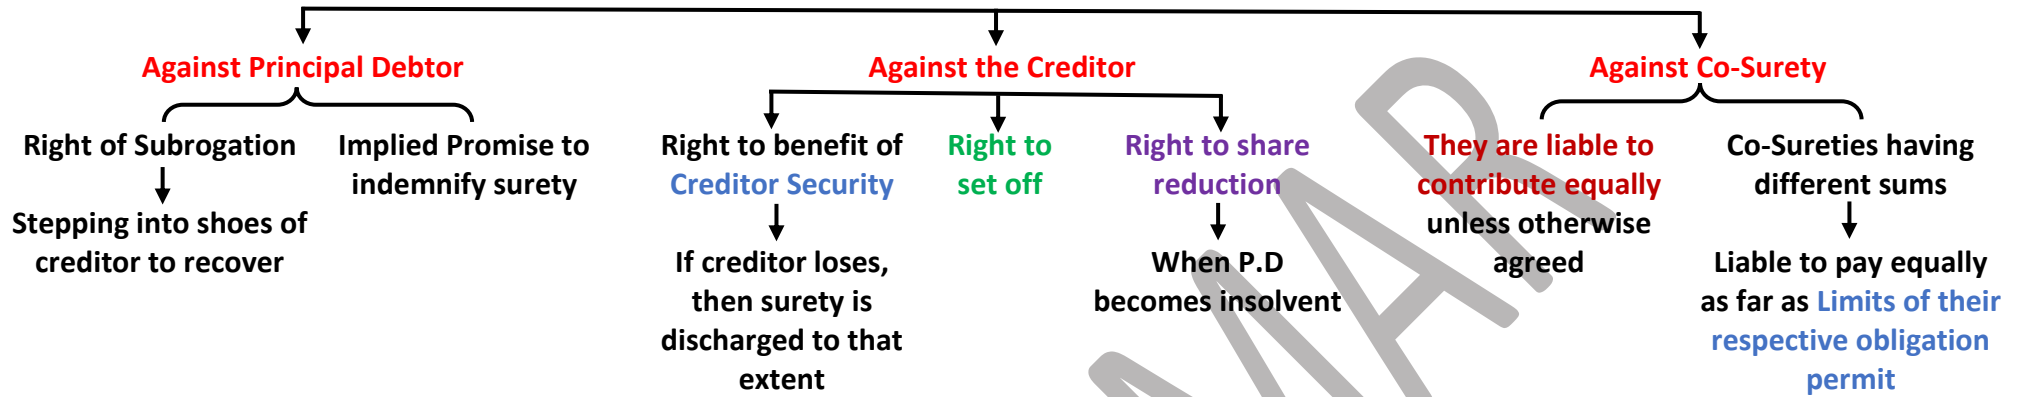 Against Principal Debtor
Right of Subrogation
Stepping into shoes of
creditor to recover
Implied Promise to
indemnify surety
Against the Creditor
Right to benefit of
Creditor Security
If creditor loses,
then surety is
discharged to that
extent
Right to
set off
Right to share
reduction
When P.D
becomes insolvent
Against Co-Surety
They are liable to
contribute equally
unless otherwise
agreed
Co-Sureties having
different sums
Liable to pay equally
as far as Limits of their
respective obligation
permit
MAR